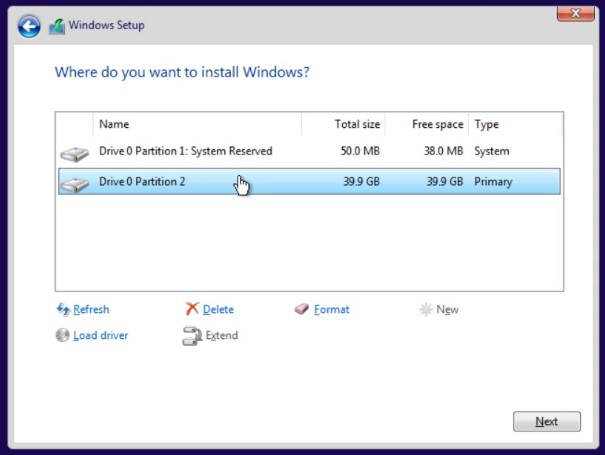 Windows Setup
Where do you want to install Windows?
Name Total size Free space Type
Drive 0 Partition 1: System Reserved 50.0 MB 38.0 MB System
Drive 0 Partition 2 39.9 GB 39.9 GB Primary
Refresh Delete Format New
Load driver Extend
Next